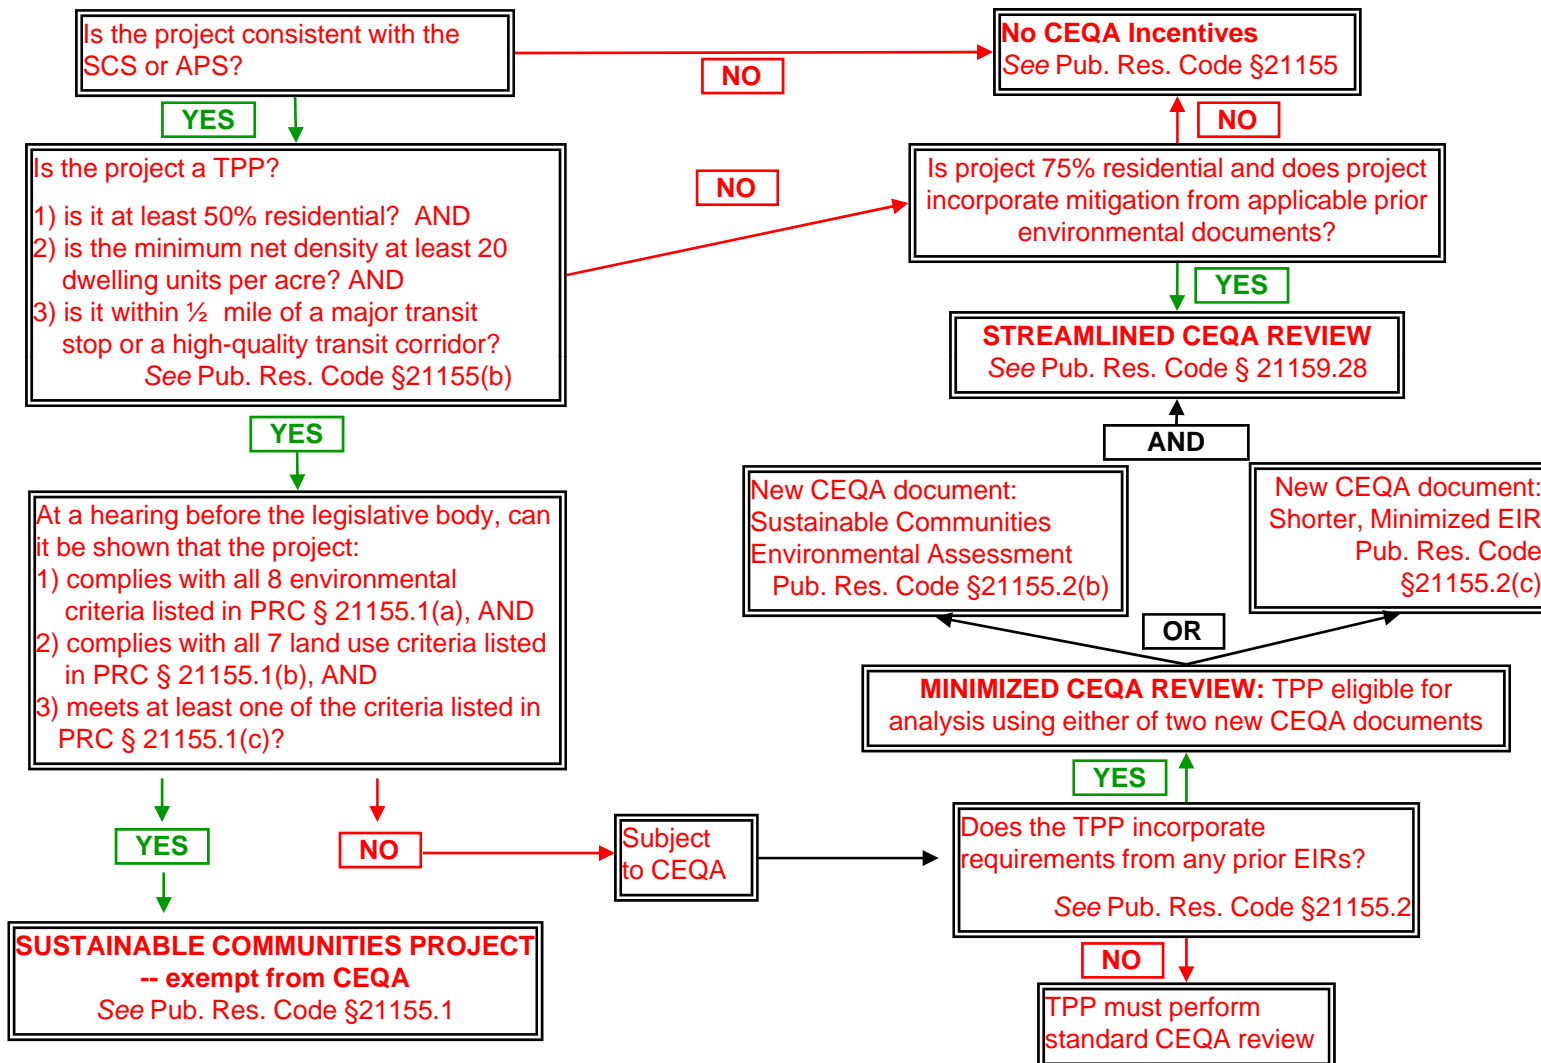 Is the project consistent with the
SCS or APS?
NO
No CEQA Incentives
See Pub. Res. Code §21155
YES
NO
Is the project a TPP?
1) is it at least 50% residential? AND
2) is the minimum net density at least 20
dwelling units per acre? AND
3) is it within ½ mile of a major transit
stop or a high-quality transit corridor?
See Pub. Res. Code §21155(b)
NO
Is project 75% residential and does project
incorporate mitigation from applicable prior
environmental documents?
YES
STREAMLINED CEQA REVIEW
See Pub. Res. Code § 21159.28
YES
AND
At a hearing before the legislative body, can
it be shown that the project:
1) complies with all 8 environmental
criteria listed in PRC § 21155.1(a), AND
2) complies with all 7 land use criteria listed
in PRC § 21155.1(b), AND
3) meets at least one of the criteria listed in
PRC § 21155.1(c)?
New CEQA document:
Sustainable Communities
Environmental Assessment
Pub. Res. Code §21155.2(b)
New CEQA document:
Shorter, Minimized EIR
Pub. Res. Code
§21155.2(c)
OR
MINIMIZED CEQA REVIEW: TPP eligible for
analysis using either of two new CEQA documents
YES
YES
NO
Subject
to CEQA
Does the TPP incorporate
requirements from any prior EIRs?
See Pub. Res. Code §21155.2
SUSTAINABLE COMMUNITIES PROJECT
-- exempt from CEQA
See Pub. Res. Code §21155.1
NO
TPP must perform
standard CEQA review